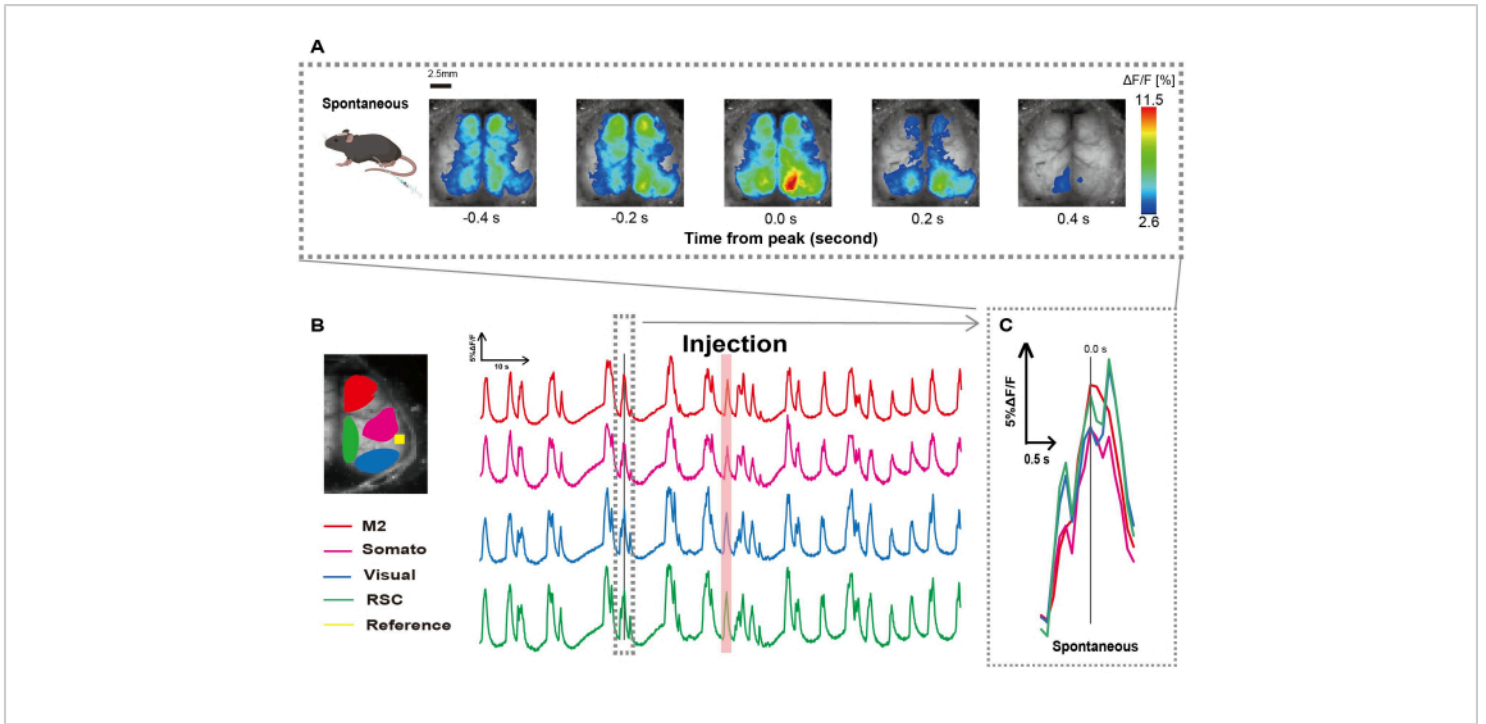 A
2.5mm
Spontaneous
ΔF/F [%]
11.5
2.6
-0.4 s
-0.2 s
0.0 s
0.2 s
0.4 s
Time from peak (second)
B
5%ΔF/F
10 s
Injection
M2
Somato
Visual
RSC
Reference
C
0.0 s
5%ΔF/F
0.5 s
Spontaneous